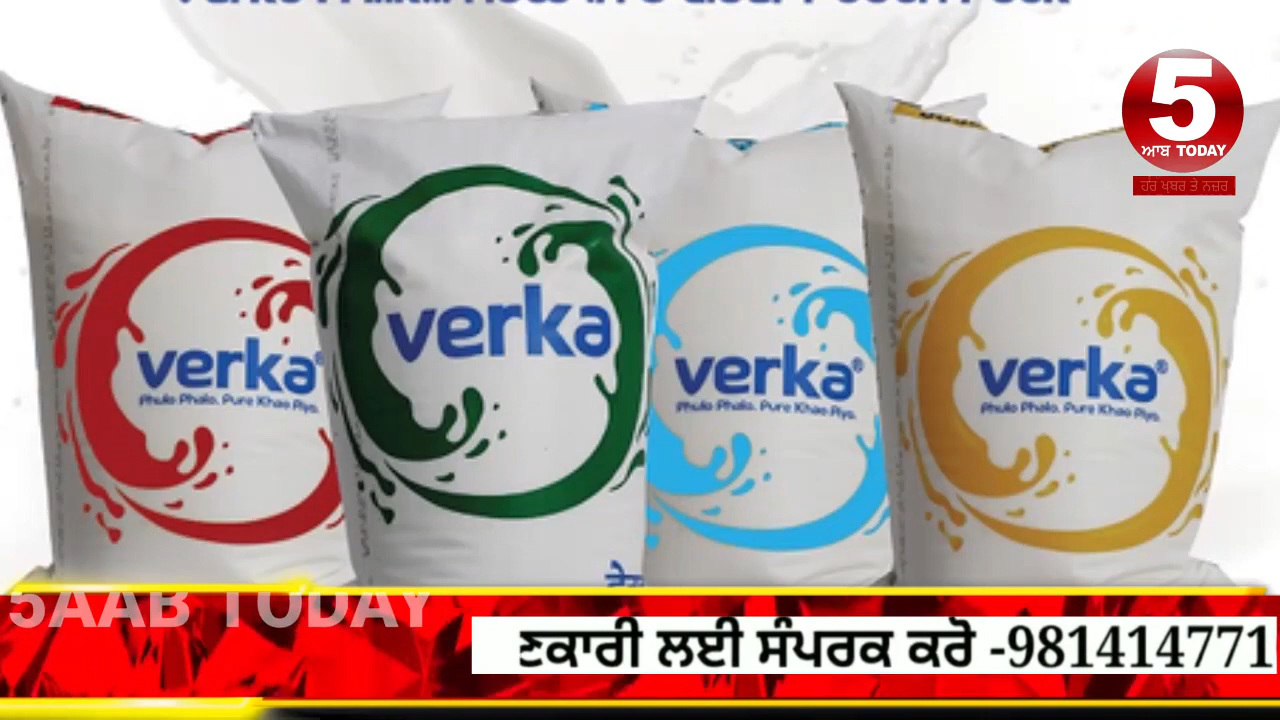 5
ਆਬ TODAY
ਹਰ ਖ਼ਬਰ ਤੇ ਨਜ਼ਰ
verka®
Phulo Phalo. Pure Khao Piyo.
verka
verka®
Phulo Phalo. Pure Khao Piyo.
verka®
Phulo Phalo. Pure Khao Piyo.
5AAB TODAY
ਣਕਾਰੀ ਲਈ ਸੰਪਰਕ ਕਰੋ -981414771